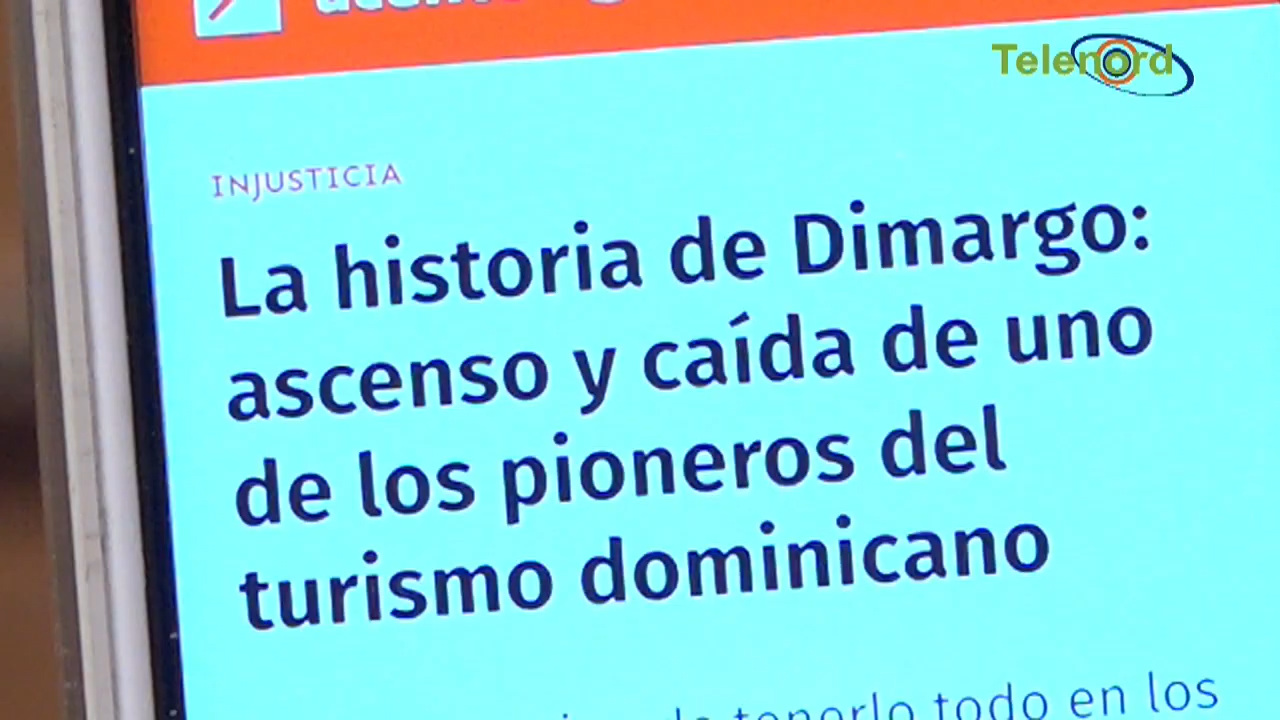 Telenord
INJUSTICIA
La historia de Dimargo:
ascenso y caída de uno
de los pioneros del
turismo dominicano
tenerlo todo en los